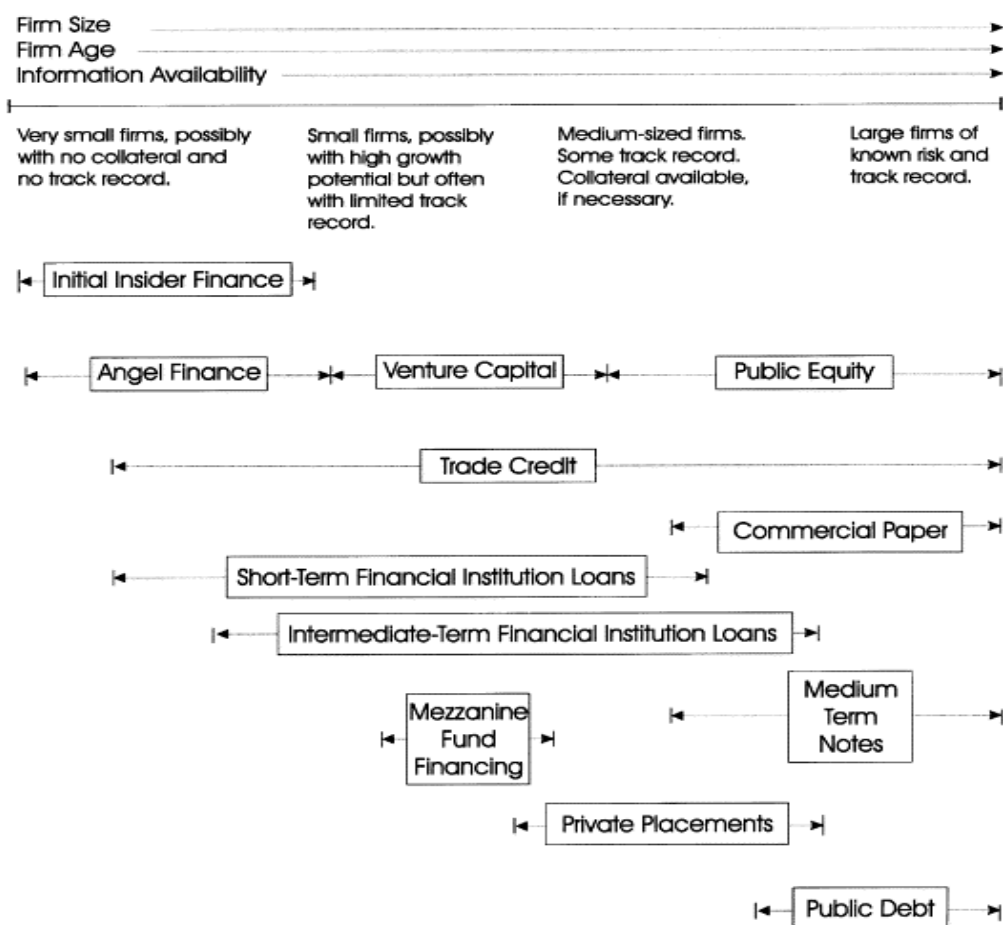 Firm Size
Firm Age
Information Availability
Very small firms, possibly
with no collateral and
no track record.
Small firms, possibly
with high growth
potential but often
with limited track
record.
Medium-sized firms.
Some track record.
Collateral available,
if necessary.
Large firms of
known risk and
track record.
Initial Insider Finance
Angel Finance
Venture Capital
Public Equity
Trade Credit
Commercial Paper
Short-Term Financial Institution Loans
Intermediate-Term Financial Institution Loans
Mezzanine
Fund
Financing
Medium
Term
Notes
Private Placements
Public Debt